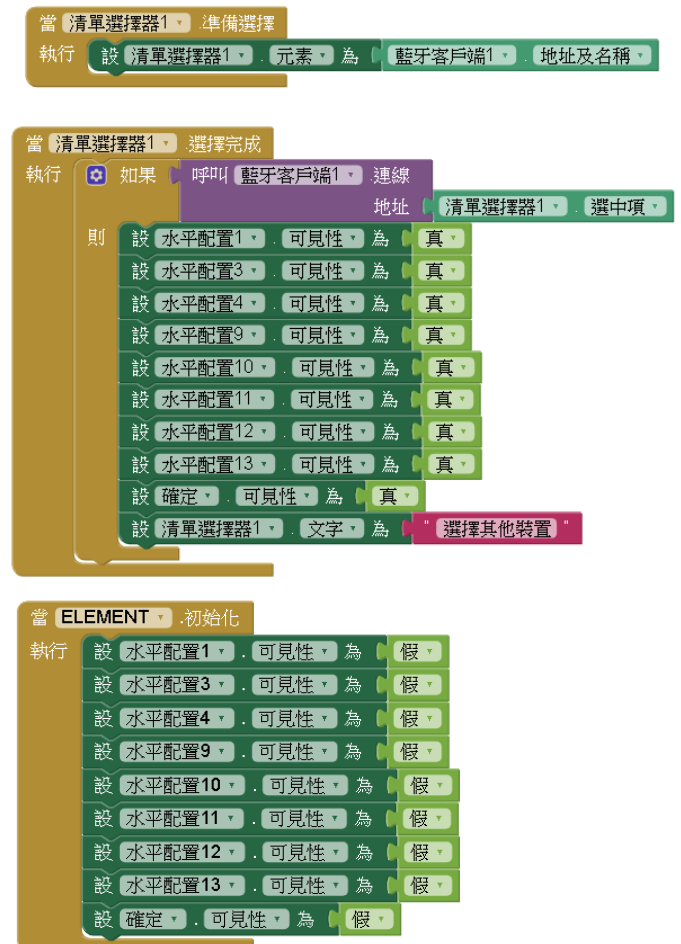 當 清單選擇器1 .準備選擇
執行 設 清單選擇器1 . 元素 為 藍牙客戶端1 . 地址及名稱
當 清單選擇器1 .選擇完成
執行 如果 呼叫 藍牙客戶端1 .連線
地址 清單選擇器1 . 選中項
則 設 水平配置1 . 可見性 為 真
設 水平配置3 . 可見性 為 真
設 水平配置4 . 可見性 為 真
設 水平配置9 . 可見性 為 真
設 水平配置10 . 可見性 為 真
設 水平配置11 . 可見性 為 真
設 水平配置12 . 可見性 為 真
設 水平配置13 . 可見性 為 真
設 確定 . 可見性 為 真
設 清單選擇器1 . 文字 為 " 選擇其他裝置 "
當 ELEMENT .初始化
執行 設 水平配置1 . 可見性 為 假
設 水平配置3 . 可見性 為 假
設 水平配置4 . 可見性 為 假
設 水平配置9 . 可見性 為 假
設 水平配置10 . 可見性 為 假
設 水平配置11 . 可見性 為 假
設 水平配置12 . 可見性 為 假
設 水平配置13 . 可見性 為 假
設 確定 . 可見性 為 假